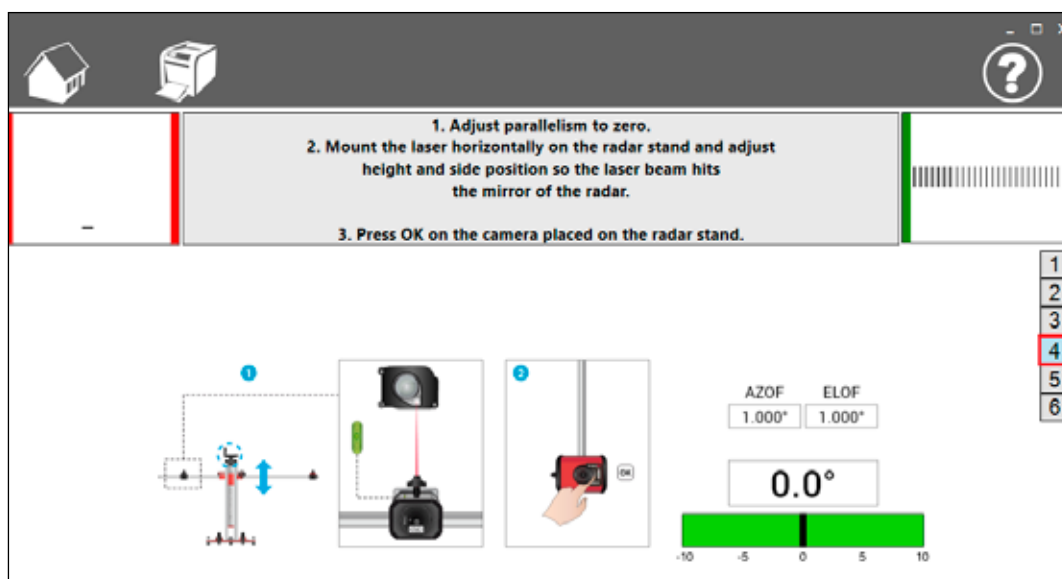 ?
1. Adjust parallelism to zero.
2. Mount the laser horizontally on the radar stand and adjust
height and side position so the laser beam hits
the mirror of the radar.
3. Press OK on the camera placed on the radar stand.
–
1
2
3
4
5
6
1
2
OK
AZOF ELOF
1.000° 1.000°
0.0°
-10 -5 0 5 10